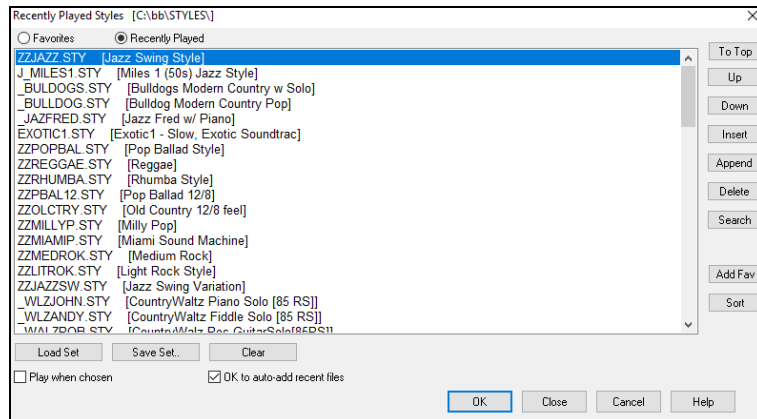 Recently Played Styles [C:\bb\STYLES\]
Favorites Recently Played
ZZJAZZ.STY [Jazz Swing Style]
J_MILES1.STY [Miles 1 (50s) Jazz Style]
_BULDOGS.STY [Bulldogs Modern Country w Solo]
_BULLDOG.STY [Bulldog Modern Country Pop]
_JAZFRED.STY [Jazz Fred w/ Piano]
EXOTIC1.STY [Exotic1 - Slow, Exotic Soundtrac]
ZZPOPBAL.STY [Pop Ballad Style]
ZZREGGAE.STY [Reggae]
ZZRHUMBA.STY [Rhumba Style]
ZZPBAL12.STY [Pop Ballad 12/8]
ZZOLCTRY.STY [Old Country 12/8 feel]
ZZMILLYP.STY [Milly Pop]
ZZMIAMIP.STY [Miami Sound Machine]
ZZMEDROK.STY [Medium Rock]
ZZLITROK.STY [Light Rock Style]
ZZJAZZSW.STY [Jazz Swing Variation]
_WLZJOHN.STY [CountryWaltz Piano Solo [85 RS]]
_WLZANDY.STY [CountryWaltz Fiddle Solo [85 RS]]
To Top
Up
Down
Insert
Append
Delete
Search
Add Fav
Sort
Load Set Save Set.. Clear
Play when chosen OK to auto-add recent files
OK Close Cancel Help